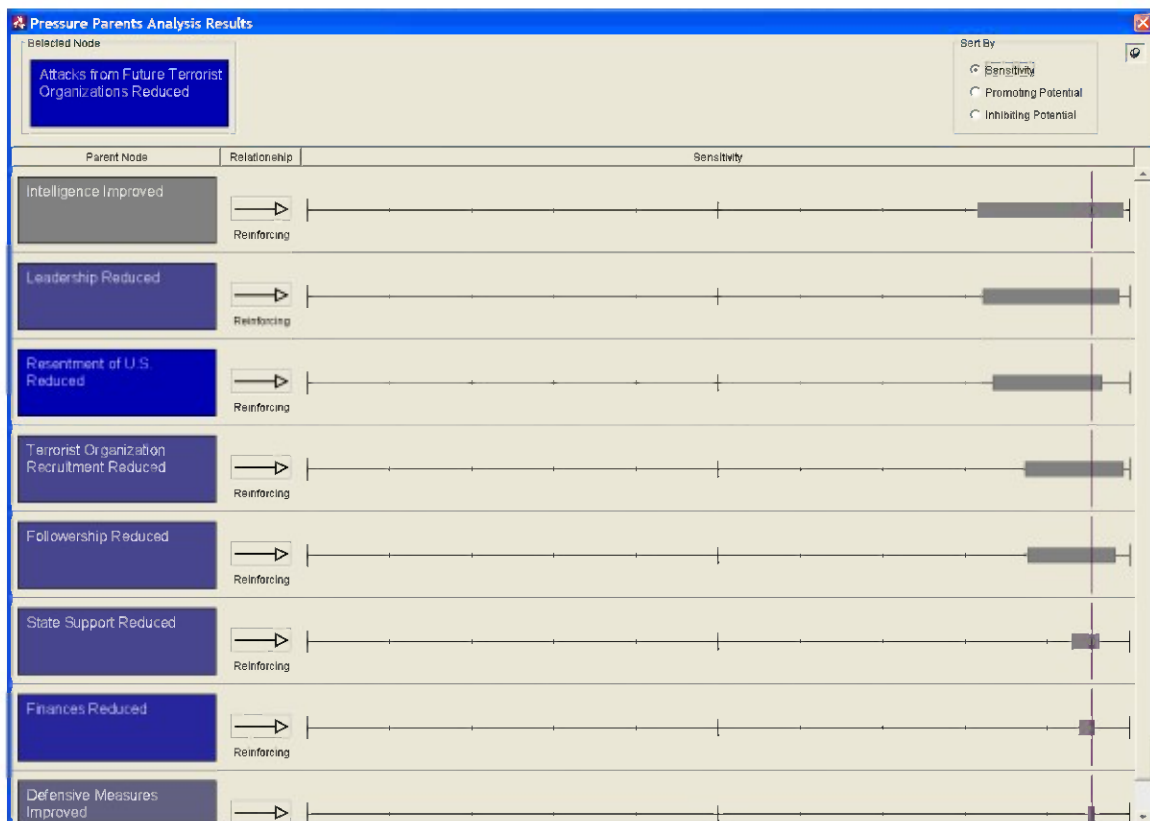 Pressure Parents Analysis Results
Selected Node
Attacks from Future Terrorist
Organizations Reduced
Sort By
Sensitivity
Promoting Potential
Inhibiting Potential
Parent Node
Relationship
Sensitivity
Intelligence Improved
Reinforcing
Leadership Reduced
Reinforcing
Resentment of U.S.
Reduced
Reinforcing
Terrorist Organization
Recruitment Reduced
Reinforcing
Followership Reduced
Reinforcing
State Support Reduced
Reinforcing
Finances Reduced
Reinforcing
Defensive Measures
Improved